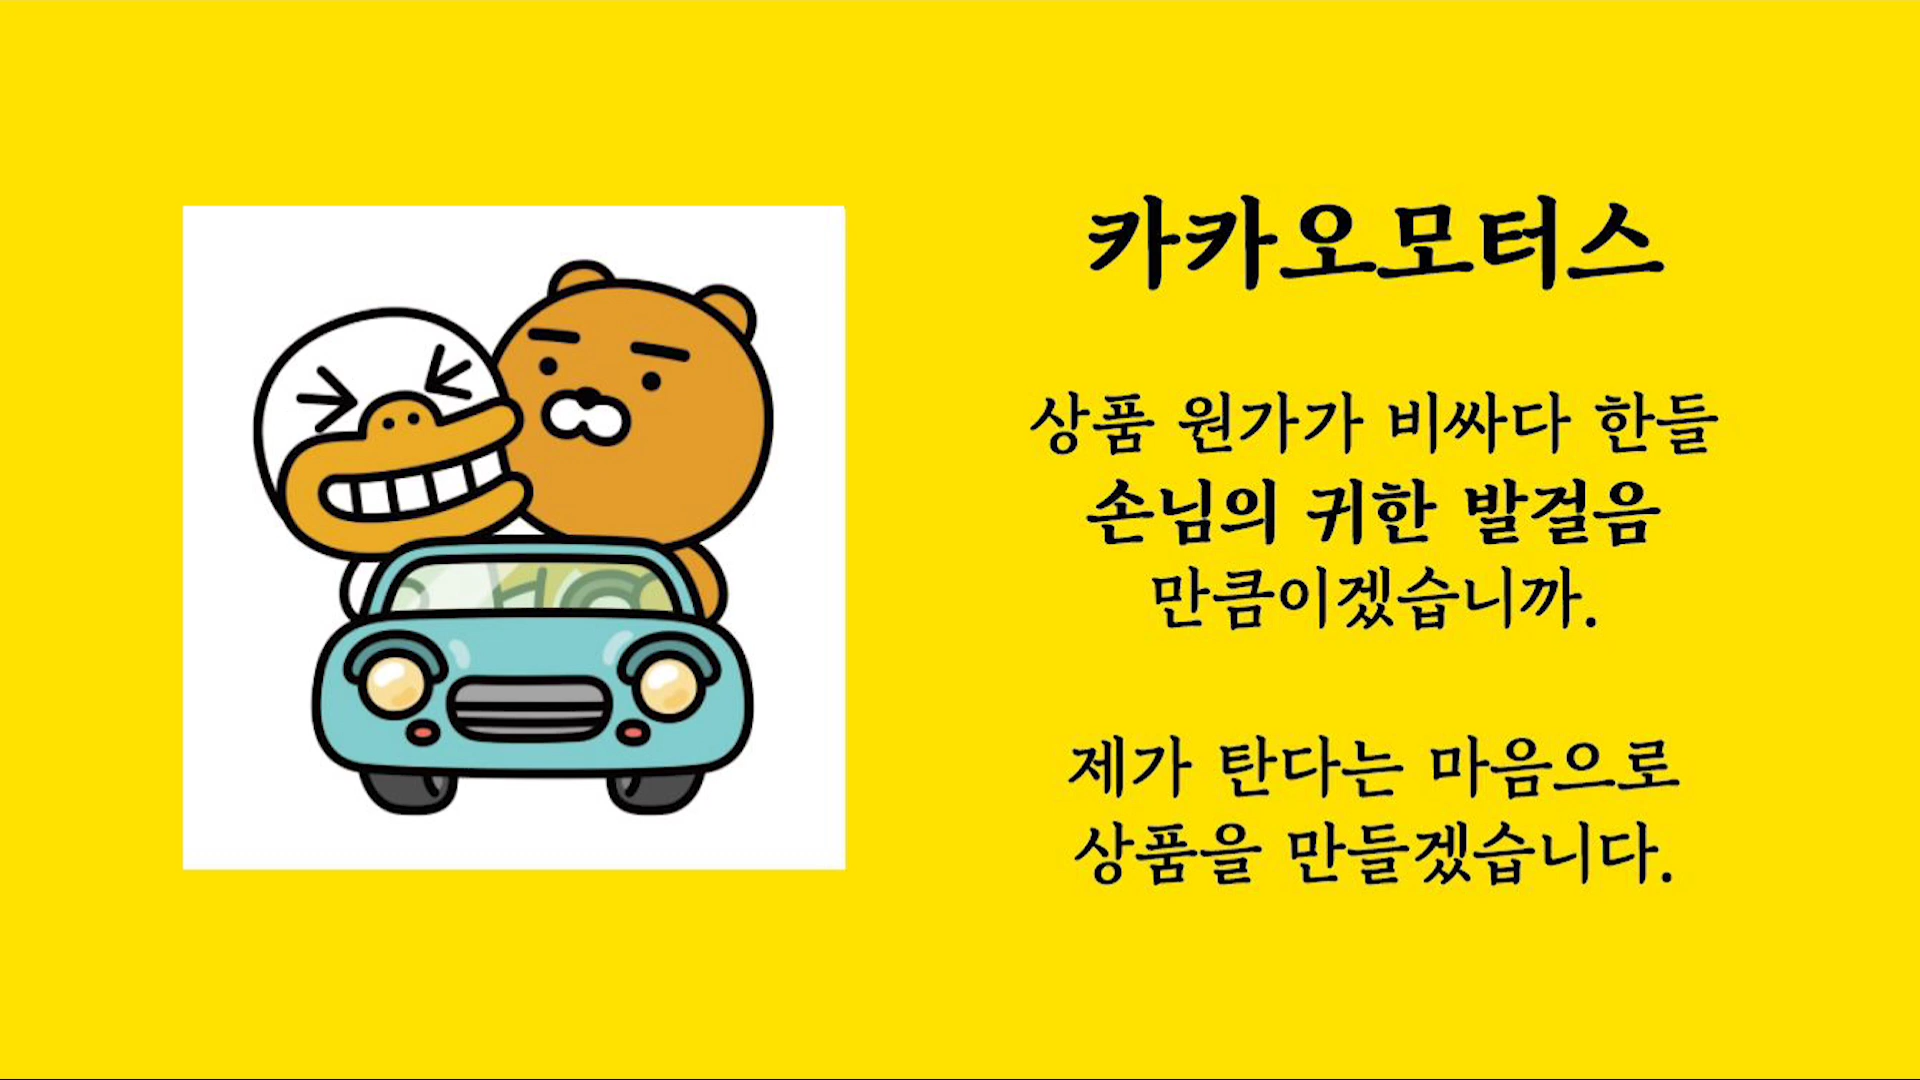 카카오모터스
상품 원가가 비싸다 한들
손님의 귀한 발걸음
만큼이겠습니까.
제가 탄다는 마음으로
상품을 만들겠습니다.